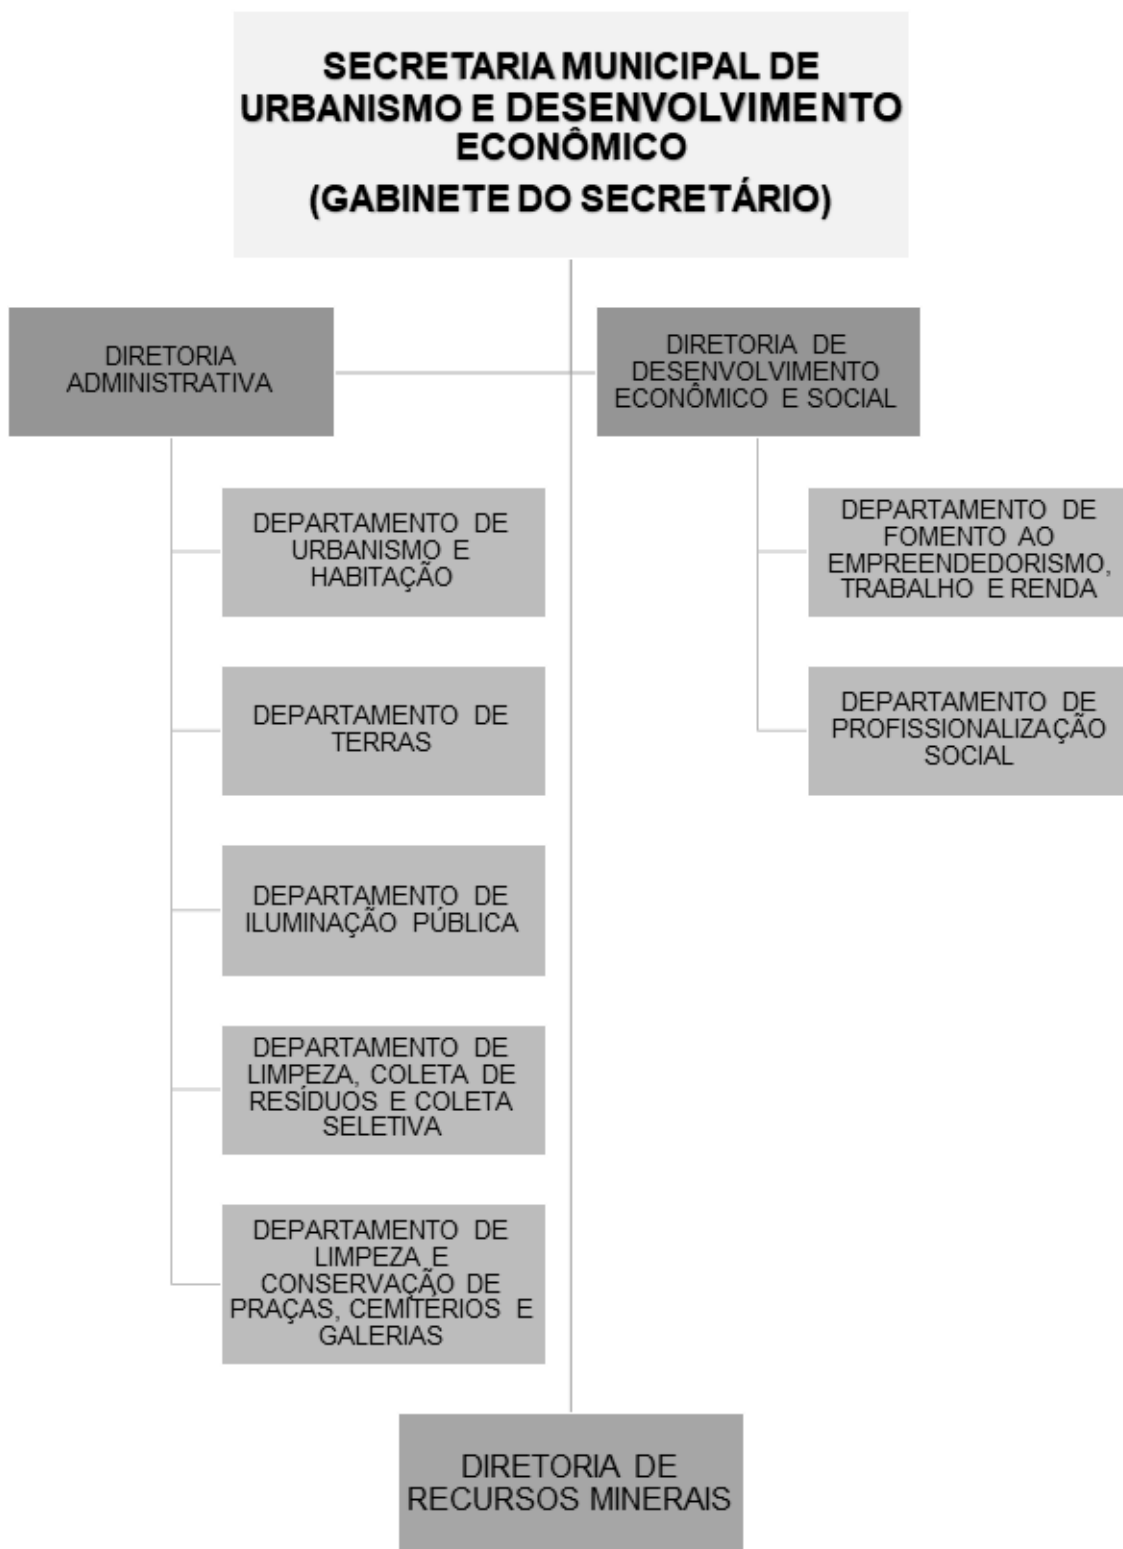 SECRETARIA MUNICIPAL DE
URBANISMO E DESENVOLVIMENTO
ECONÔMICO
(GABINETE DO SECRETÁRIO)
DIRETORIA
ADMINISTRATIVA
DEPARTAMENTO DE
URBANISMO E
HABITAÇÃO
DEPARTAMENTO DE
TERRAS
DEPARTAMENTO DE
ILUMINAÇÃO PÚBLICA
DEPARTAMENTO DE
LIMPEZA, COLETA DE
RESÍDUOS E COLETA
SELETIVA
DEPARTAMENTO DE
LIMPEZA E
CONSERVAÇÃO DE
PRAÇAS, CEMITÉRIOS E
GALERIAS
DIRETORIA DE
DESENVOLVIMENTO
ECONÔMICO E SOCIAL
DEPARTAMENTO DE
FOMENTO AO
EMPREENDEDORISMO,
TRABALHO E RENDA
DEPARTAMENTO DE
PROFISSIONALIZAÇÃO
SOCIAL
DIRETORIA DE
RECURSOS MINERAIS